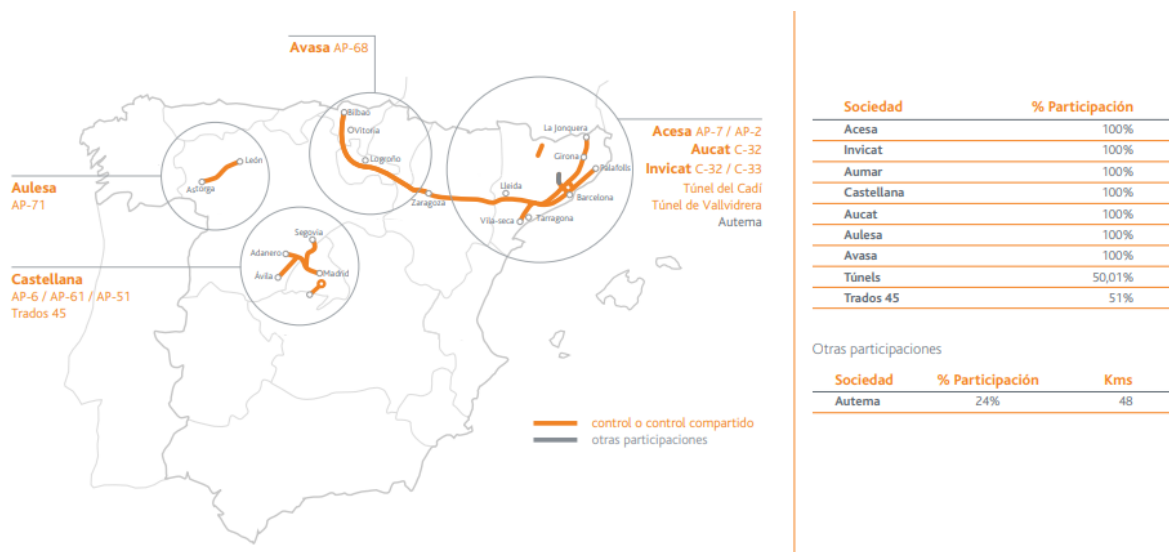 Avasa AP-68
Bilbao
Vitoria
Logroño
Zaragoza
León
Astorga
Aulesa
AP-71
Segovia
Adanero
Ávila
Madrid
Castellana
AP-6 / AP-61 / AP-51
Trados 45
La Jonquera
Girona
Palafolls
Lleida
Barcelona
Vila-seca
Tarragona
Acesa AP-7 / AP-2
Aucat C-32
Invicat C-32 / C-33
Túnel del Cadí
Túnel de Vallvidrera
Autema
control o control compartido
otras participaciones
Sociedad % Participación
Acesa 100%
Invicat 100%
Aumar 100%
Castellana 100%
Aucat 100%
Aulesa 100%
Avasa 100%
Túnels 50,01%
Trados 45 51%
Otras participaciones
Sociedad % Participación Kms
Autema 24% 48